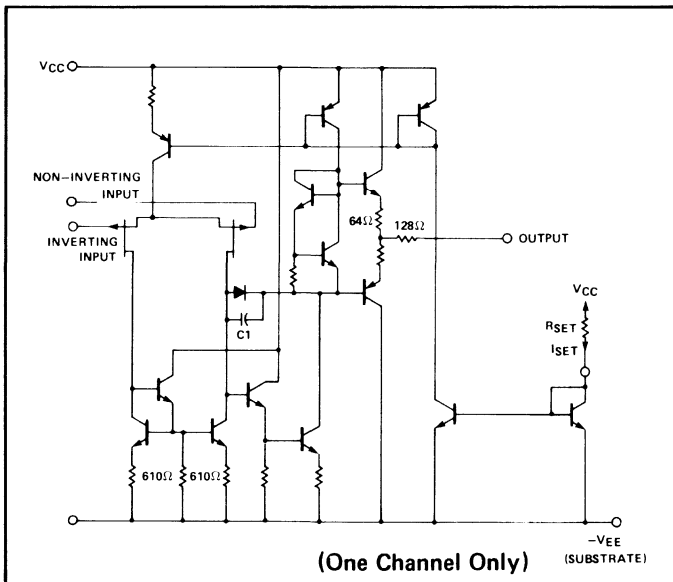 VCC
NON-INVERTING
INPUT
INVERTING
INPUT
64Ω
128Ω
OUTPUT
VCC
RSET
ISET
C1
610Ω
610Ω
-VEE
(SUBSTRATE)
(One Channel Only)